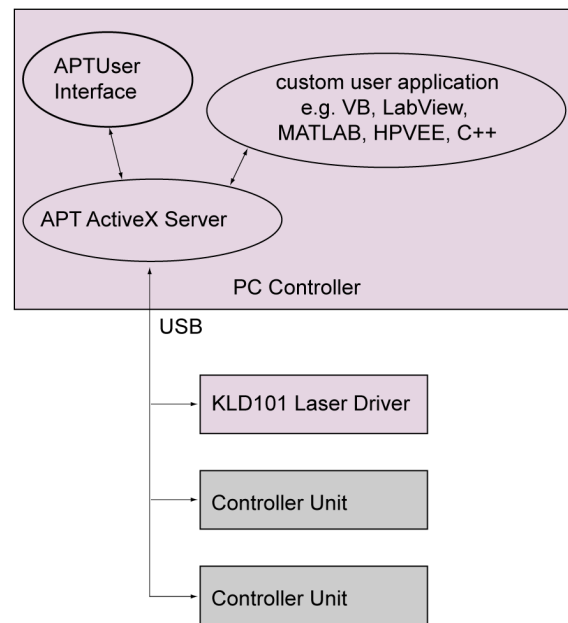 APTUser
Interface
custom user application
e.g. VB, LabView,
MATLAB, HPVEE, C++
APT ActiveX Server
PC Controller
USB
KLD101 Laser Driver
Controller Unit
Controller Unit